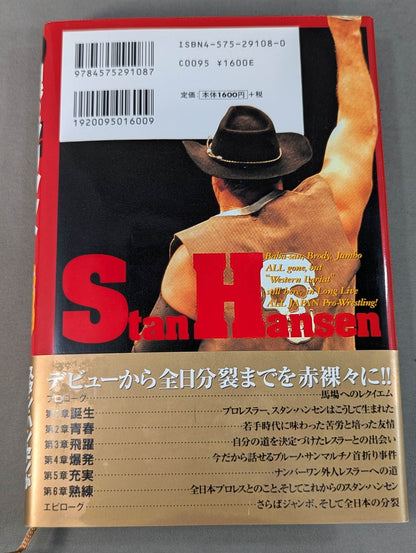 ISBN4-575-29108-0
C0095 ¥1600E
定価：本体1600円+税
9784575291087
1920095016009
Baba-san, Brody, Jumbo
ALL gone, but
"Western Lariat"
still here, so Long Live
ALL JAPAN Pro-Wrestling!
Stan Hansen
デビューから全日分裂までを赤裸々に!!
プロローグ 馬場へのレクイエム
第1章 誕生 プロレスラー、スタン・ハンセンはこうして生まれた
第2章 青春 若手時代に味わった苦労と培った友情
第3章 飛躍 自分の道を決定づけたレスラーとの出会い
第4章 爆発 今だから話せるブルーノ・サンマルチノ首折り事件
第5章 充実 ナンバーワン外人レスラーへの道
第6章 熟練 全日本プロレスとのこと、そしてこれからのスタン・ハンセン
エピローグ さらばジャンボ、そして全日本の分裂